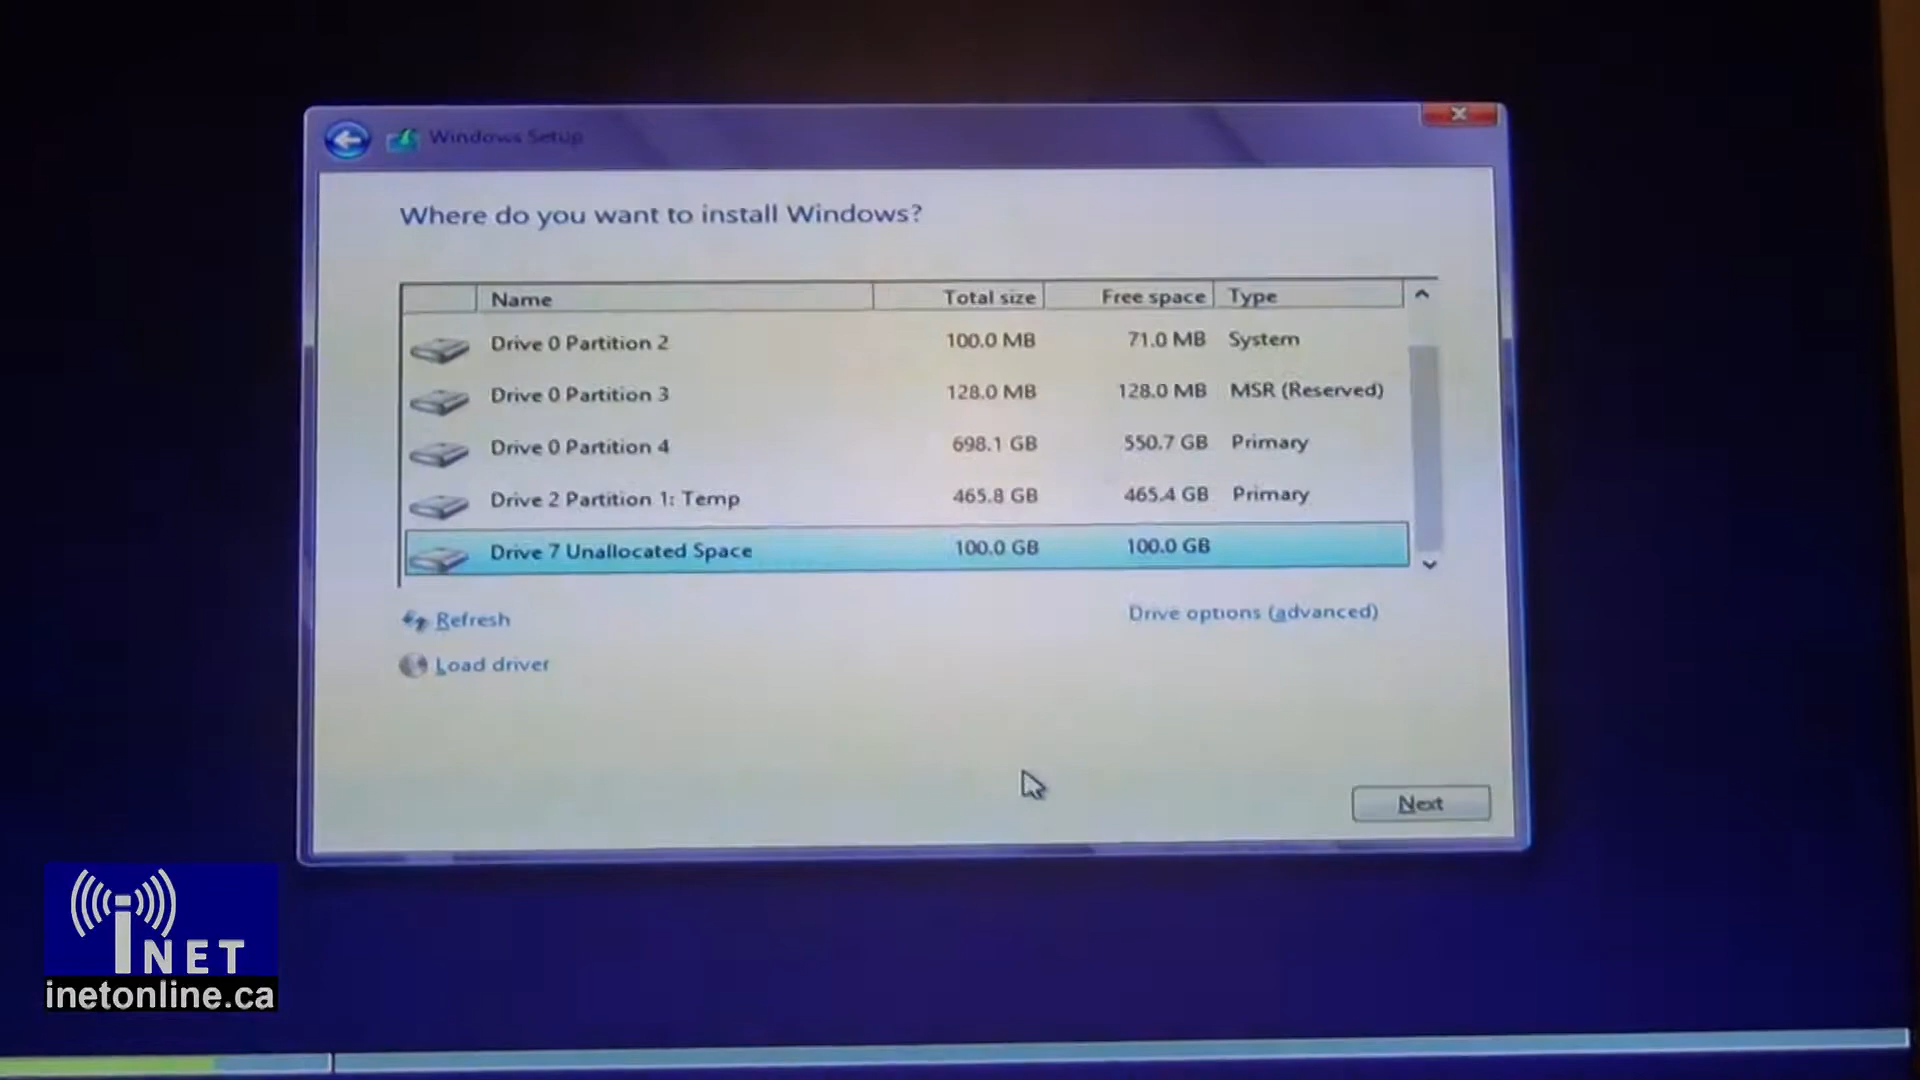 Windows Setup
Where do you want to install Windows?
Name Total size Free space Type
Drive 0 Partition 2 100.0 MB 71.0 MB System
Drive 0 Partition 3 128.0 MB 128.0 MB MSR (Reserved)
Drive 0 Partition 4 698.1 GB 550.7 GB Primary
Drive 2 Partition 1: Temp 465.8 GB 465.4 GB Primary
Drive 7 Unallocated Space 100.0 GB 100.0 GB
Refresh Drive options (advanced)
Load driver
Next
iNET
inetonline.ca